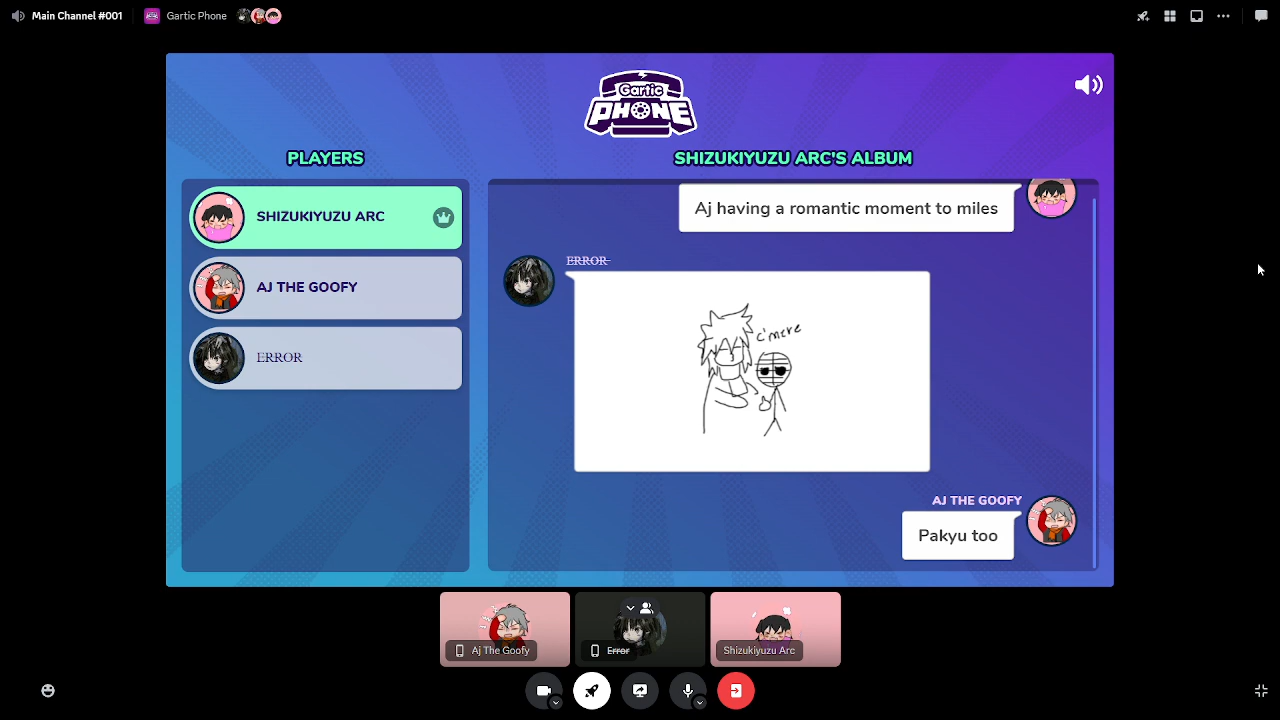 Main Channel #001
Gartic Phone
Gartic
PHONE
PLAYERS
SHIZUKIYUZU ARC
AJ THE GOOFY
ERROR
SHIZUKIYUZU ARC'S ALBUM
Aj having a romantic moment to miles
ERROR
c'mere
AJ THE GOOFY
Pakyu too
Aj The Goofy
Error
Shizukiyuzu Arc